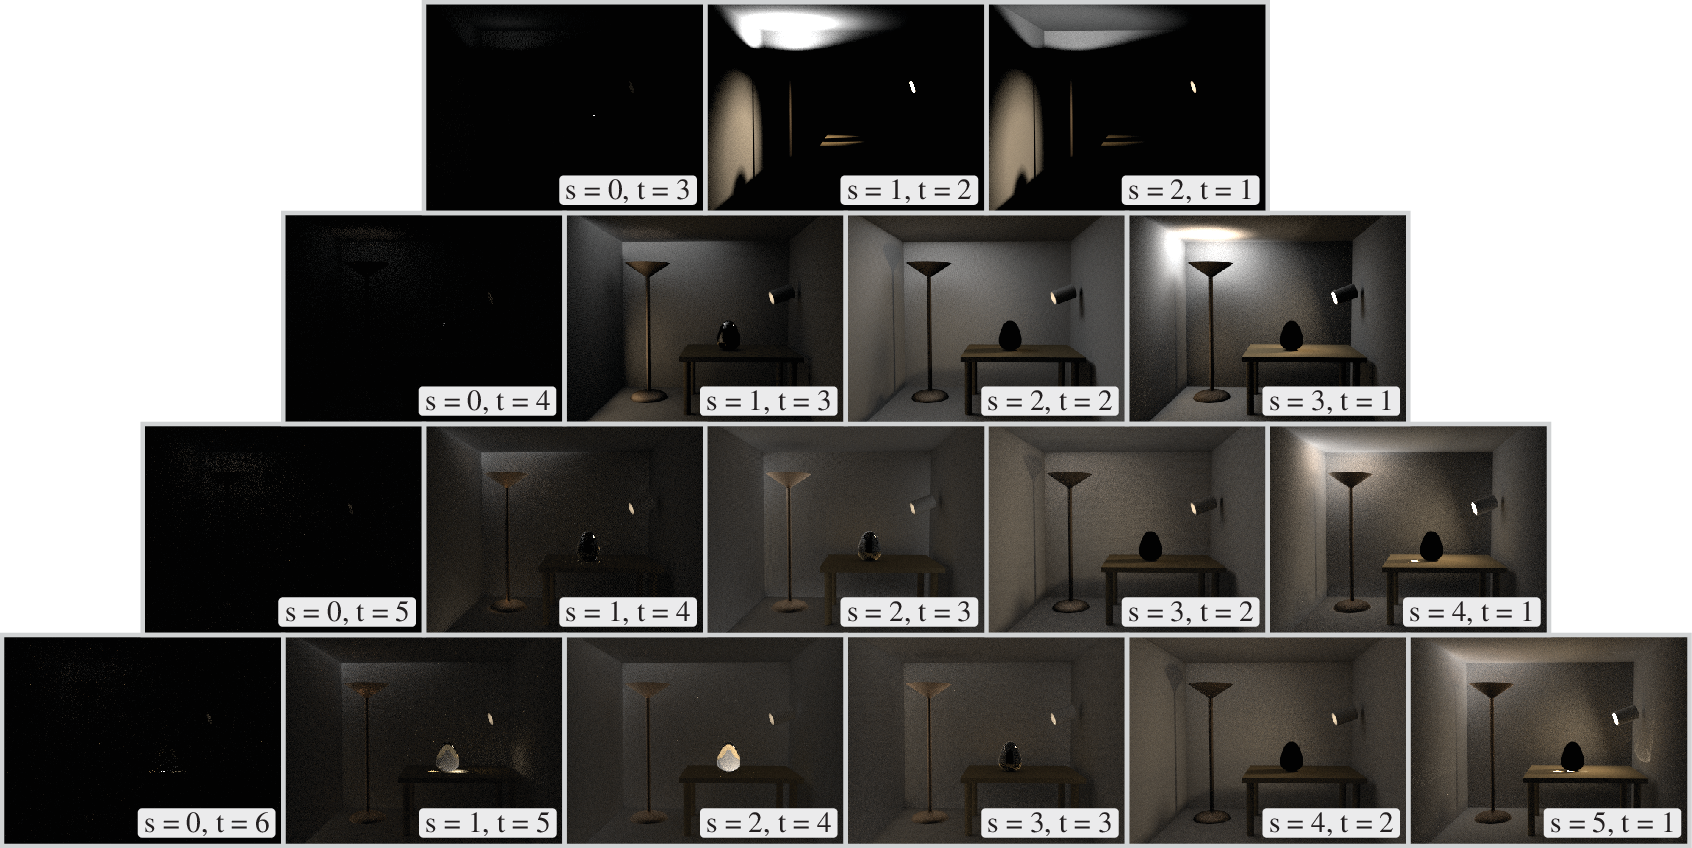 s = 0, t = 3
s = 1, t = 2
s = 2, t = 1
s = 0, t = 4
s = 1, t = 3
s = 2, t = 2
s = 3, t = 1
s = 0, t = 5
s = 1, t = 4
s = 2, t = 3
s = 3, t = 2
s = 4, t = 1
s = 0, t = 6
s = 1, t = 5
s = 2, t = 4
s = 3, t = 3
s = 4, t = 2
s = 5, t = 1